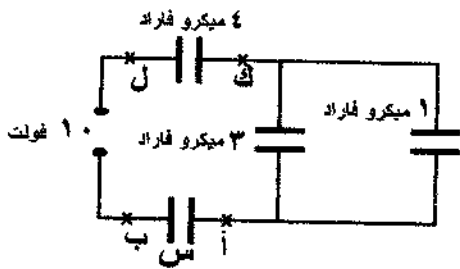 ٤ ميكرو فاراد
ل
ك
١ ميكرو فاراد
٣ ميكرو فاراد
١٠ فولت
ب
س
أ